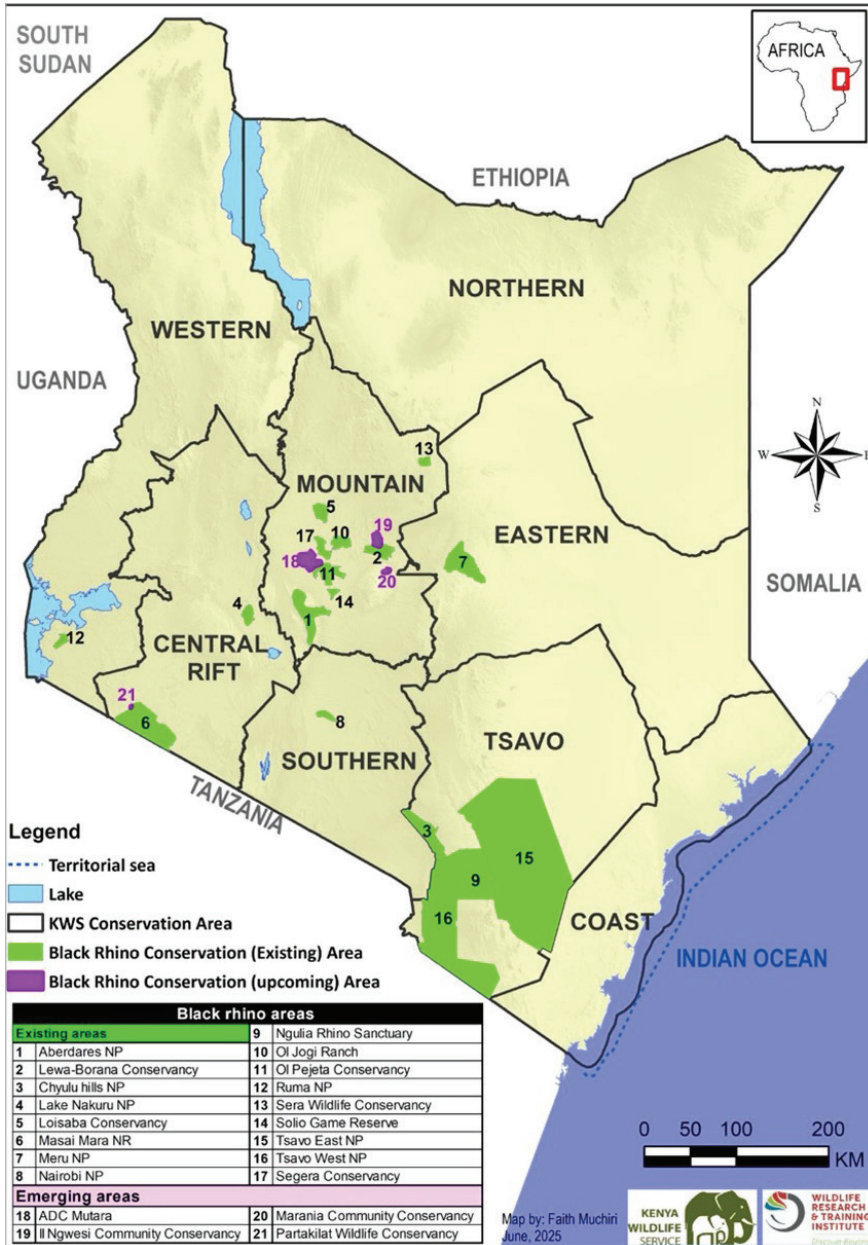 SOUTH
SUDAN
AFRICA
ETHIOPIA
NORTHERN
WESTERN
UGANDA
N
W
E
S
13
MOUNTAIN
5
EASTERN
17
10
19
18
2
7
11
20
SOMALIA
14
4
1
12
CENTRAL
RIFT
21
6
8
TSAVO
SOUTHERN
TANZANIA
3
15
9
16
COAST
INDIAN OCEAN
Legend
Territorial sea
Lake
KWS Conservation Area
Black Rhino Conservation (Existing) Area
Black Rhino Conservation (upcoming) Area
Black rhino areas
Existing areas 9 Ngulia Rhino Sanctuary
1 Aberdares NP 10 Ol Jogi Ranch
2 Lewa-Borana Conservancy 11 Ol Pejeta Conservancy
3 Chyulu hills NP 12 Ruma NP
4 Lake Nakuru NP 13 Sera Wildlife Conservancy
5 Loisaba Conservancy 14 Solio Game Reserve
6 Masai Mara NR 15 Tsavo East NP
7 Meru NP 16 Tsavo West NP
8 Nairobi NP 17 Segera Conservancy
Emerging areas
18 ADC Mutara 20 Marania Community Conservancy
19 Il Ngwesi Community Conservancy 21 Partakilat Wildlife Conservancy
0 50 100 200
KM
Map by: Faith Muchiri
June, 2025
KENYA
WILDLIFE
SERVICE
WILDLIFE
RESEARCH
& TRAINING
INSTITUTE